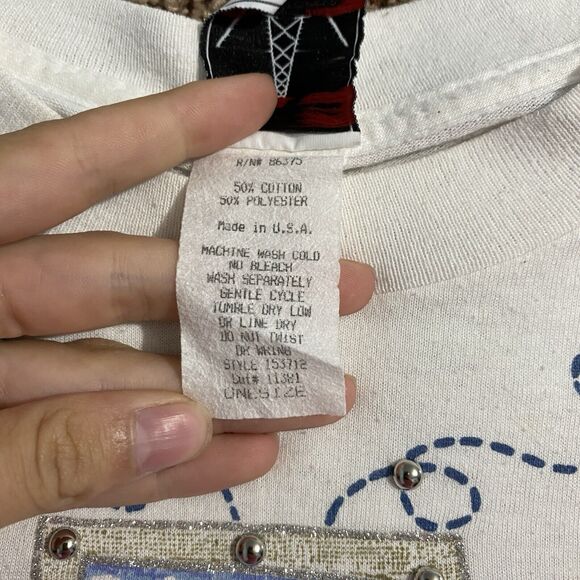 R/N# 86375
50% COTTON
50% POLYESTER
Made in U.S.A.
MACHINE WASH COLD
NO BLEACH
WASH SEPARATELY
GENTLE CYCLE
TUMBLE DRY LOW
OR LINE DRY
DO NOT TWIST
OR WRING
STYLE 153712
Cut# 11381
ONESIZE